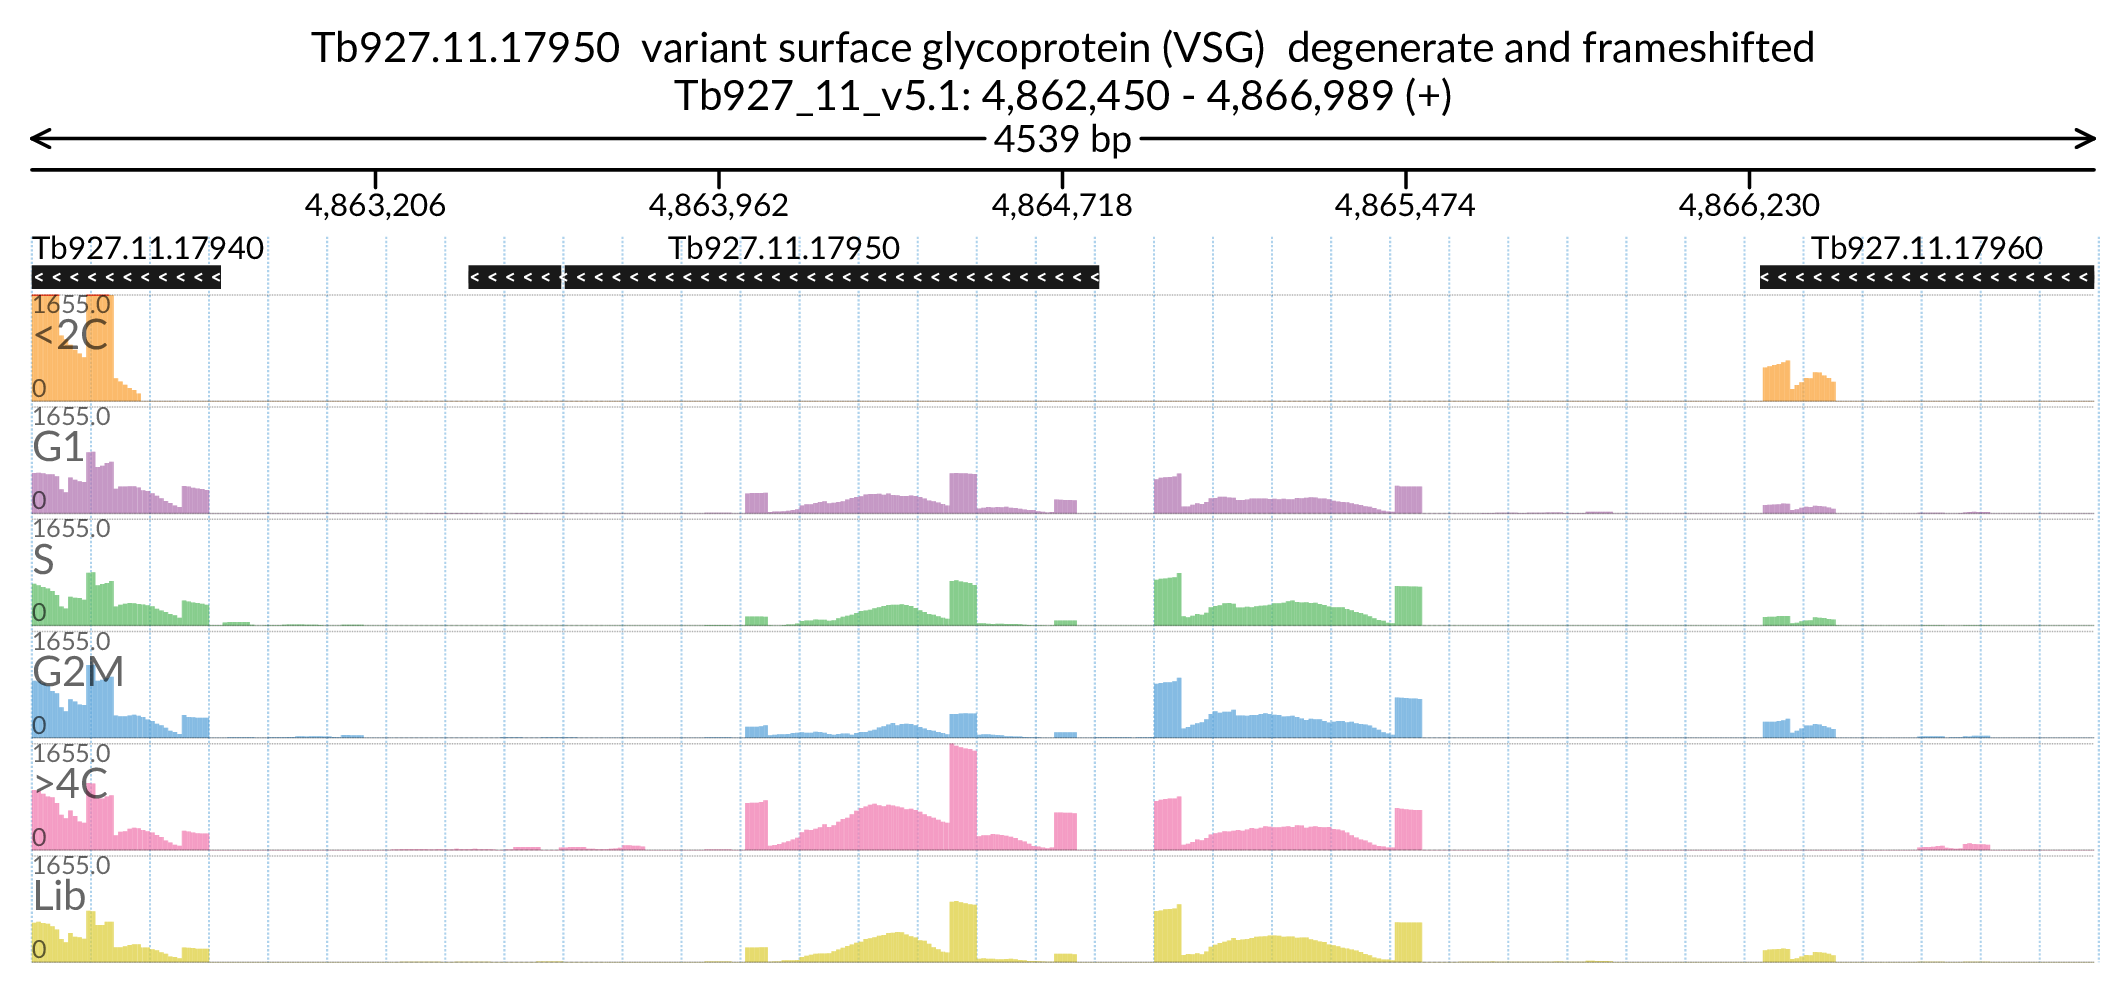 Tb927.11.17950 variant surface glycoprotein (VSG) degenerate and frameshifted
Tb927_11_v5.1: 4,862,450 - 4,866,989 (+)
4539 bp
4,863,206 4,863,962 4,864,718 4,865,474 4,866,230
Tb927.11.17940 Tb927.11.17950 Tb927.11.17960
1655.0
<2C
0
1655.0
G1
0
1655.0
S
0
1655.0
G2M
0
1655.0
>4C
0
1655.0
Lib
0